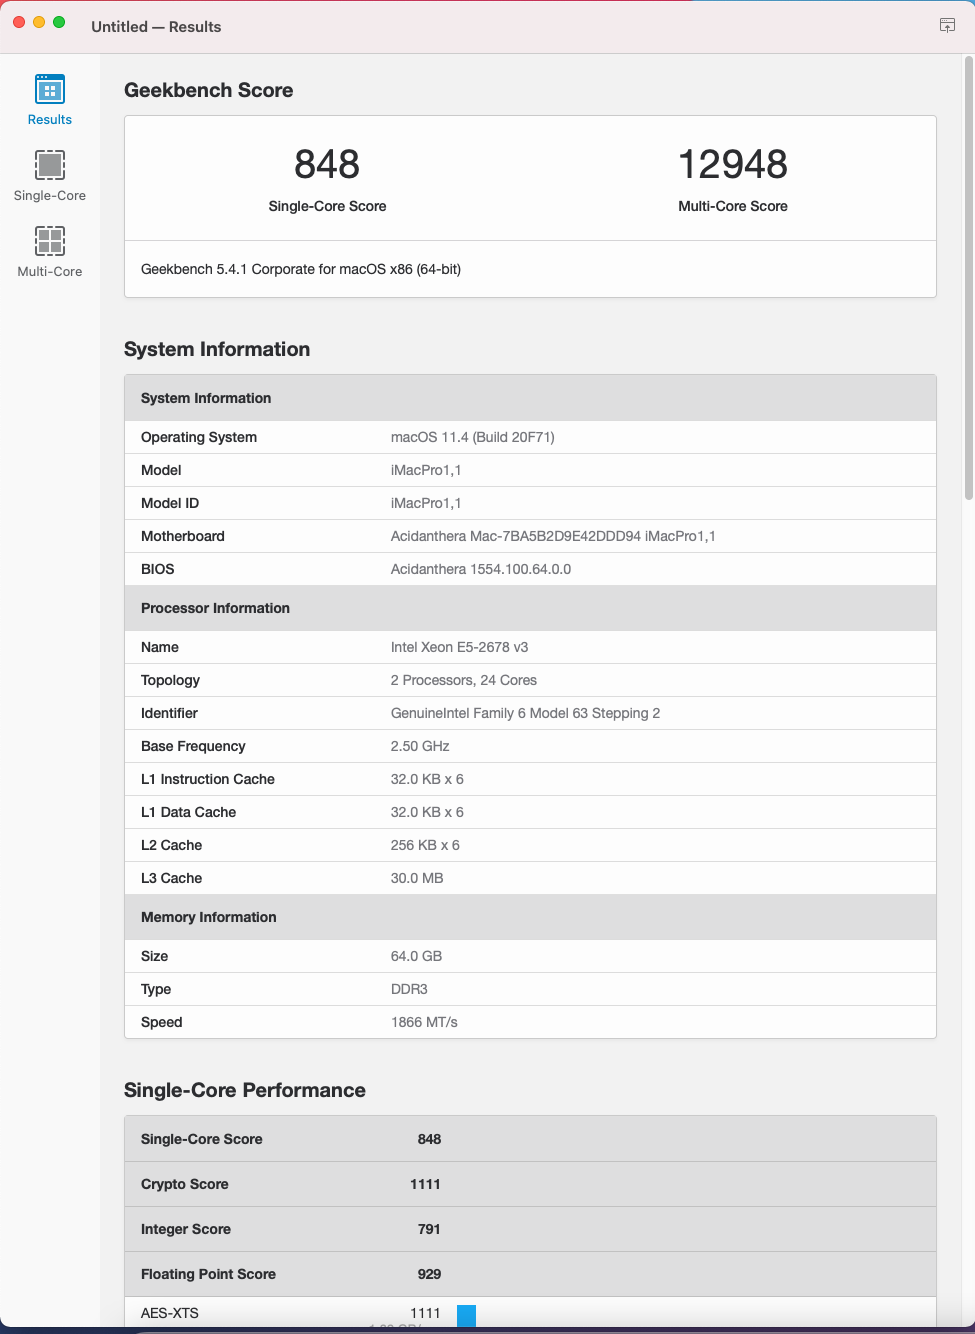 Untitled — Results
Results
Single-Core
Multi-Core
Geekbench Score
848
Single-Core Score
12948
Multi-Core Score
Geekbench 5.4.1 Corporate for macOS x86 (64-bit)
System Information
System Information
Operating System macOS 11.4 (Build 20F71)
Model iMacPro1,1
Model ID iMacPro1,1
Motherboard Acidanthera Mac-7BA5B2D9E42DDD94 iMacPro1,1
BIOS Acidanthera 1554.100.64.0.0
Processor Information
Name Intel Xeon E5-2678 v3
Topology 2 Processors, 24 Cores
Identifier GenuineIntel Family 6 Model 63 Stepping 2
Base Frequency 2.50 GHz
L1 Instruction Cache 32.0 KB x 6
L1 Data Cache 32.0 KB x 6
L2 Cache 256 KB x 6
L3 Cache 30.0 MB
Memory Information
Size 64.0 GB
Type DDR3
Speed 1866 MT/s
Single-Core Performance
Single-Core Score 848
Crypto Score 1111
Integer Score 791
Floating Point Score 929
AES-XTS 1111